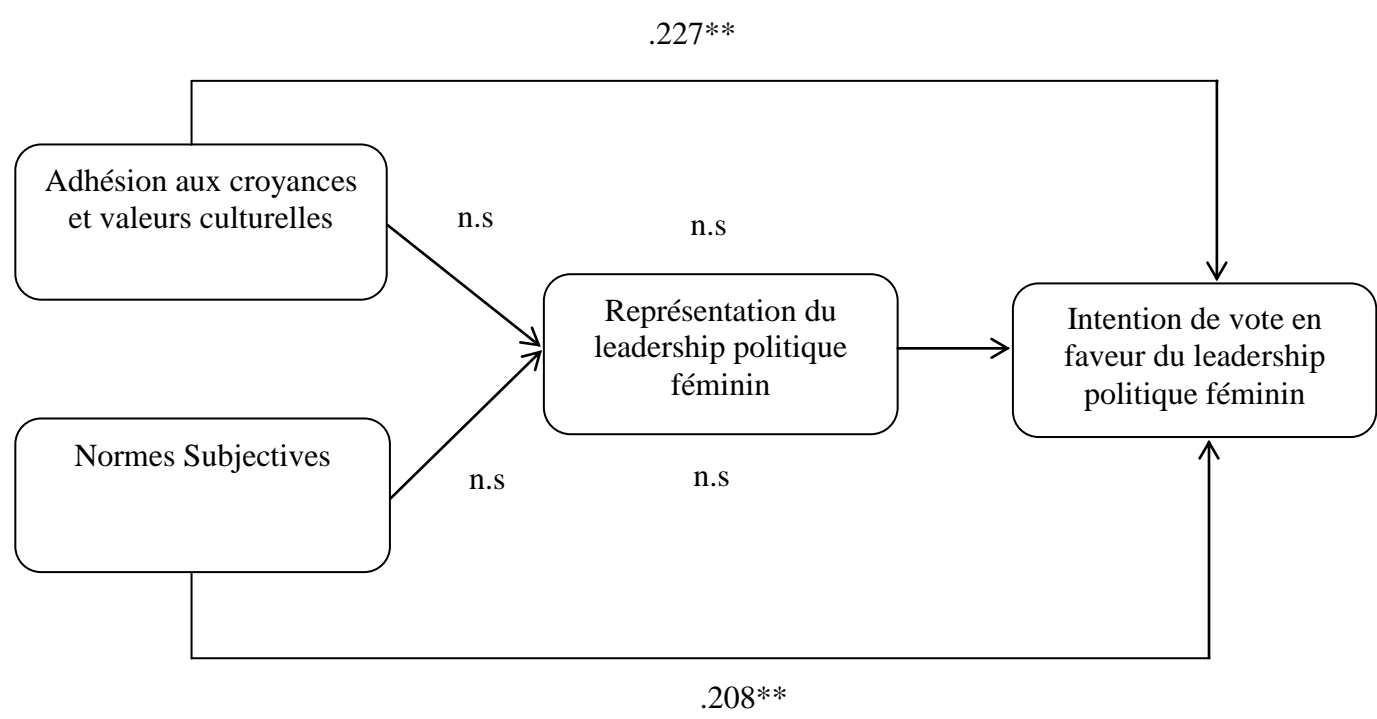 .227**
Adhésion aux croyances
et valeurs culturelles
n.s
n.s
Représentation du
leadership politique
féminin
Intention de vote en
faveur du leadership
politique féminin
Normes Subjectives
n.s
n.s
.208**